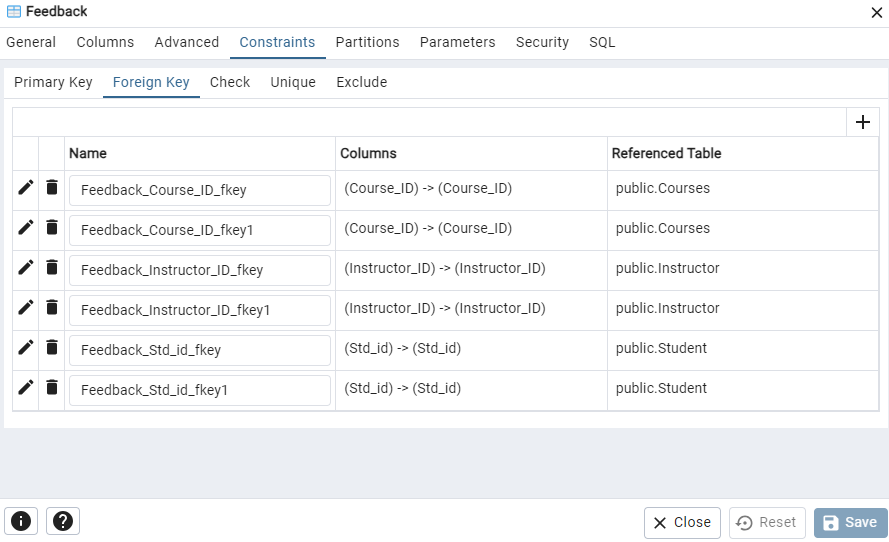 Feedback
General Columns Advanced Constraints Partitions Parameters Security SQL
Primary Key Foreign Key Check Unique Exclude
Name Columns Referenced Table
Feedback_Course_ID_fkey (Course_ID) -> (Course_ID) public.Courses
Feedback_Course_ID_fkey1 (Course_ID) -> (Course_ID) public.Courses
Feedback_Instructor_ID_fkey (Instructor_ID) -> (Instructor_ID) public.Instructor
Feedback_Instructor_ID_fkey1 (Instructor_ID) -> (Instructor_ID) public.Instructor
Feedback_Std_id_fkey (Std_id) -> (Std_id) public.Student
Feedback_Std_id_fkey1 (Std_id) -> (Std_id) public.Student
Close Reset Save